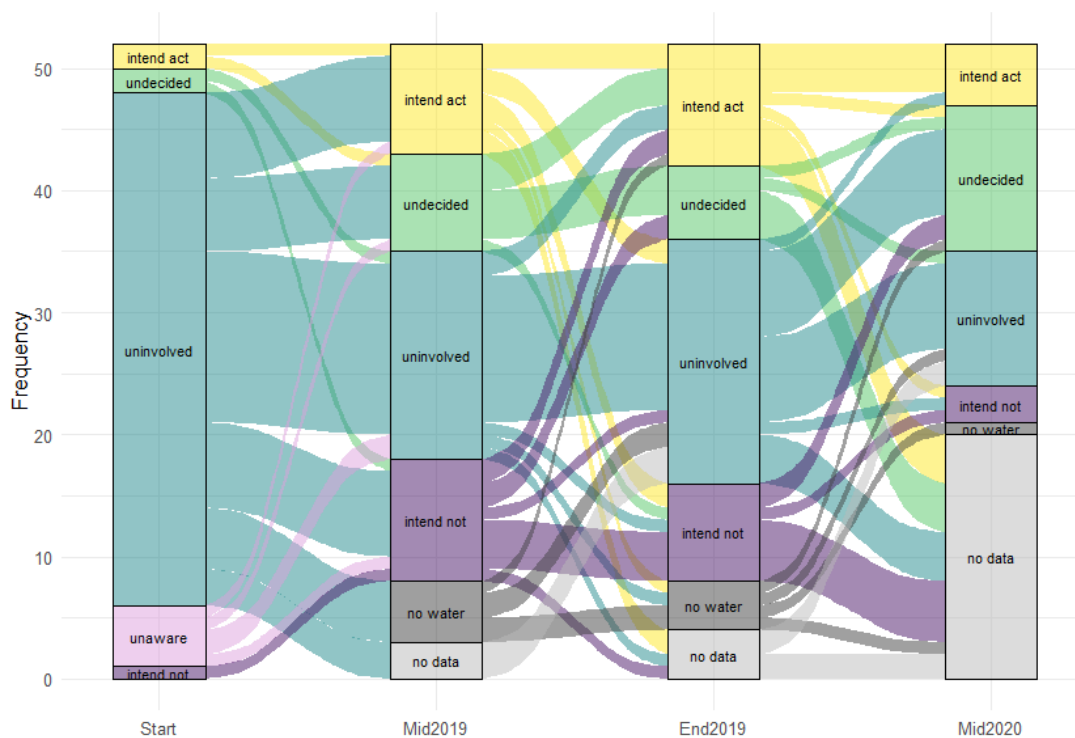 Frequency
50
40
30
20
10
0
intend act
undecided
uninvolved
unaware
intend not
intend act
undecided
uninvolved
intend not
no water
no data
intend act
undecided
uninvolved
intend not
no water
no data
intend act
undecided
uninvolved
intend not
no water
no data
Start
Mid2019
End2019
Mid2020